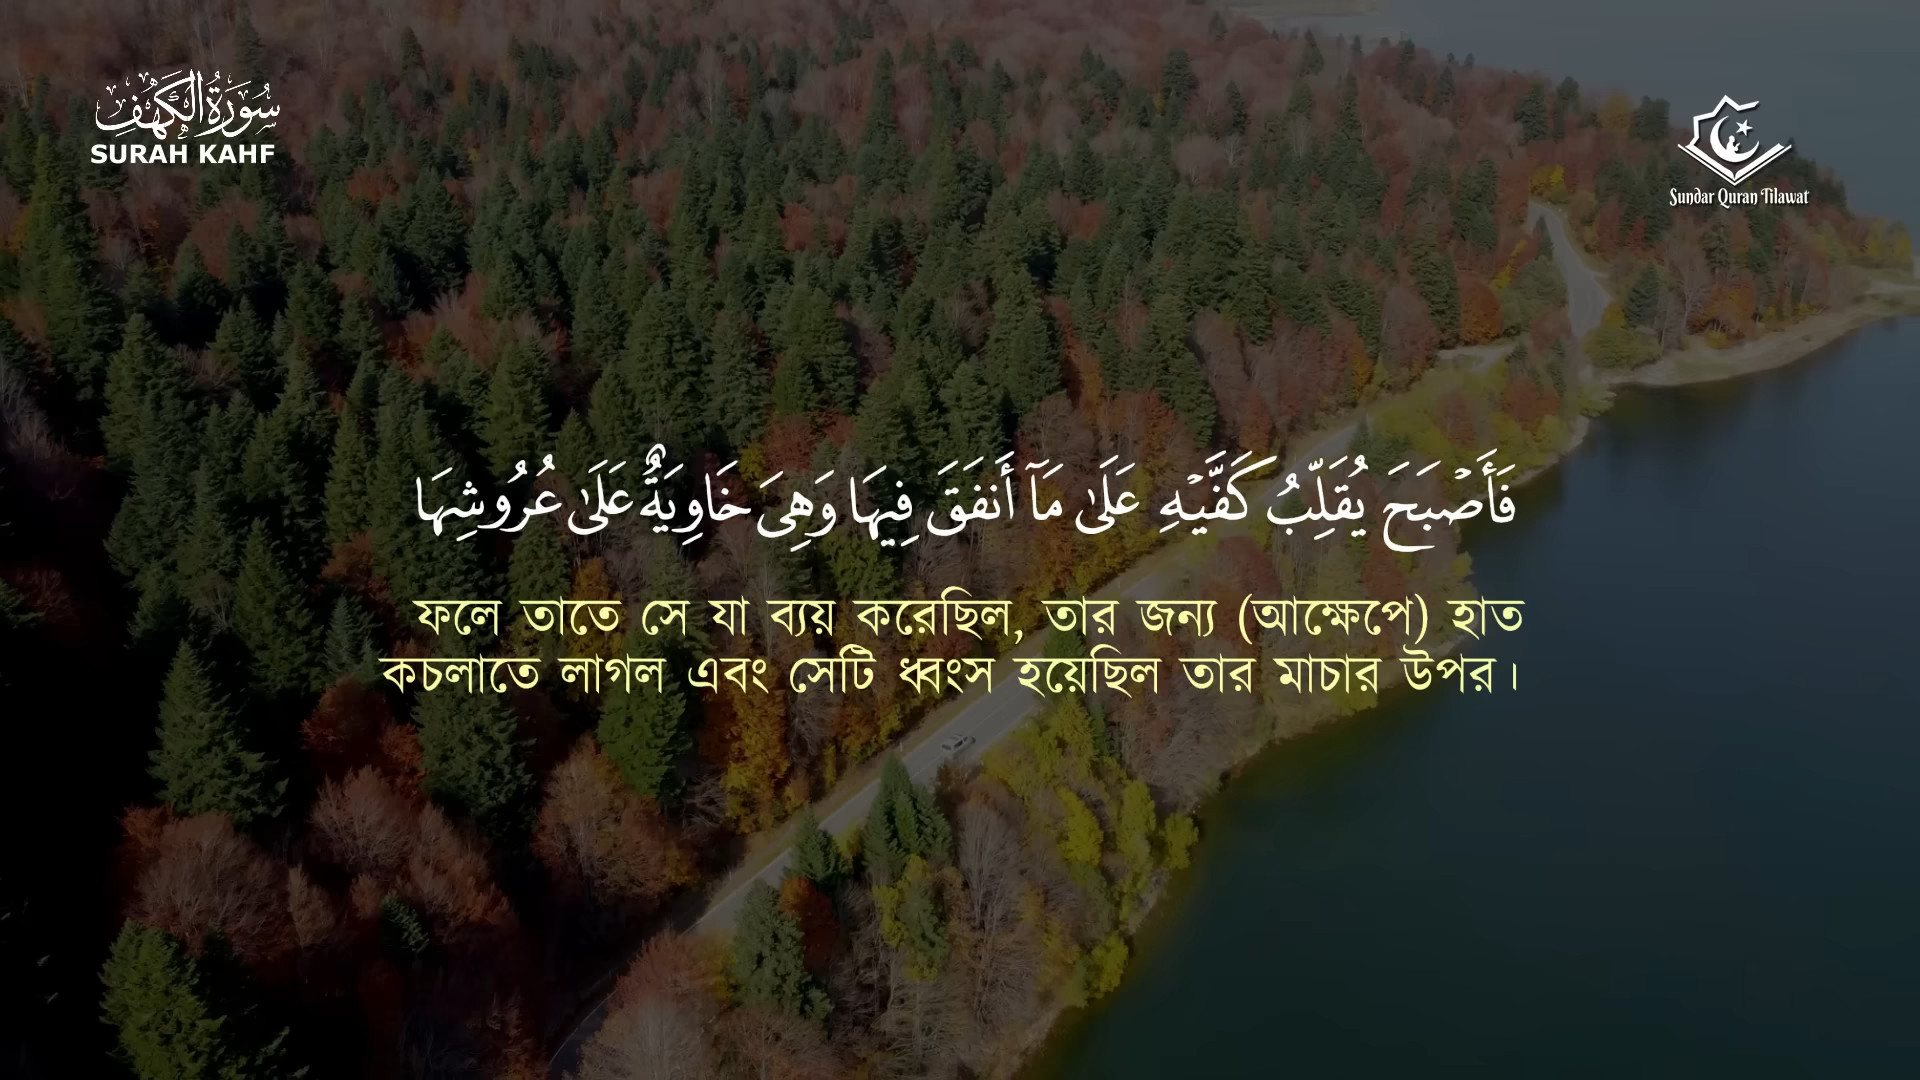 سُورَةُ الْكَهْفِ
SURAH KAHF
Sundar Quran Tilawat
فَأَصْبَحَ يُقَلِّبُ كَفَّيْهِ عَلَىٰ مَآ أَنفَقَ فِيهَا وَهِىَ خَاوِيَةٌ عَلَىٰ عُرُوشِهَا
ফলে তাতে সে যা ব্যয় করেছিল, তার জন্য (আক্ষেপে) হাত
কচলাতে লাগল এবং সেটি ধ্বংস হয়েছিল তার মাচার উপর।